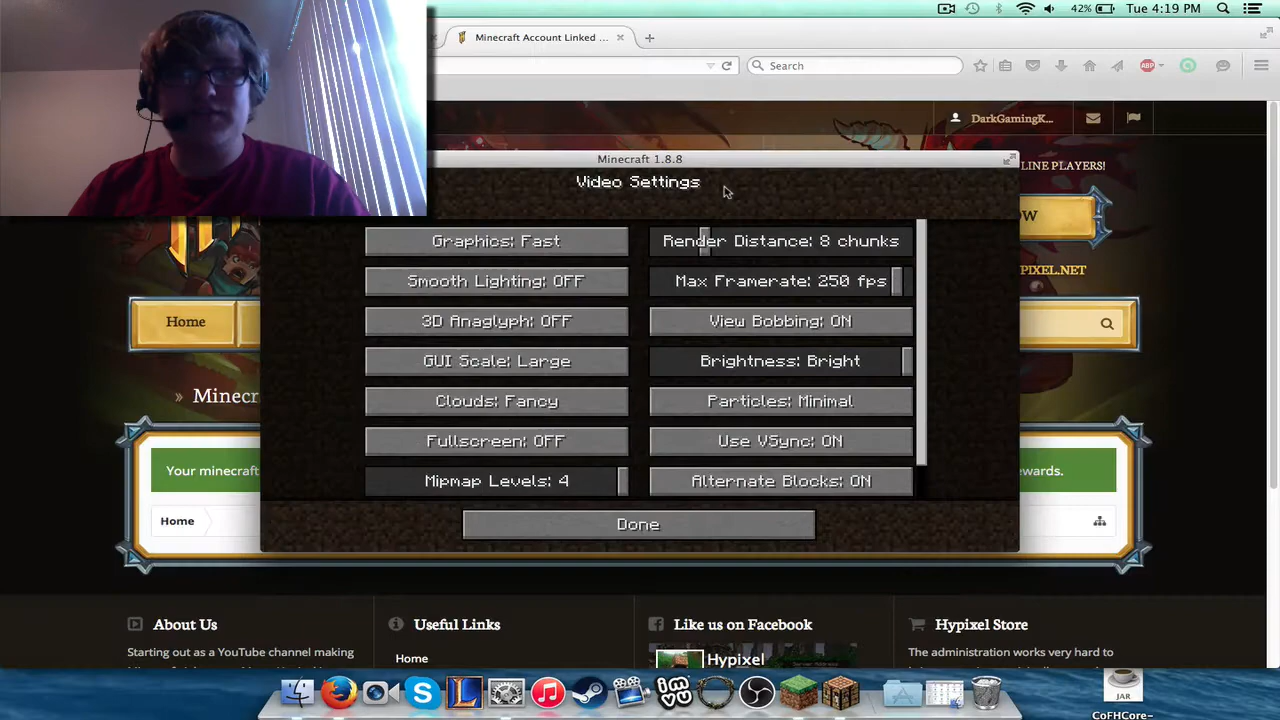 42%
Tue 4:19 PM
Minecraft Account Linked ...
Search
ABP
DarkGamingK...
LINE PLAYERS!
Minecraft 1.8.8
Video Settings
OW
Graphics: Fast
Render Distance: 8 chunks
PIXEL.NET
Smooth Lighting: OFF
Max Framerate: 250 fps
Home
3D Anaglyph: OFF
View Bobbing: ON
GUI Scale: Large
Brightness: Bright
» Minecr
Clouds: Fancy
Particles: Minimal
Fullscreen: OFF
Use VSync: ON
Your minecraft
ewards.
Mipmap Levels: 4
Alternate Blocks: ON
Home
Done
About Us
Useful Links
Like us on Facebook
Hypixel Store
Starting out as a YouTube channel making
Home
Hypixel
The administration works very hard to
JAR
CoFHCore-